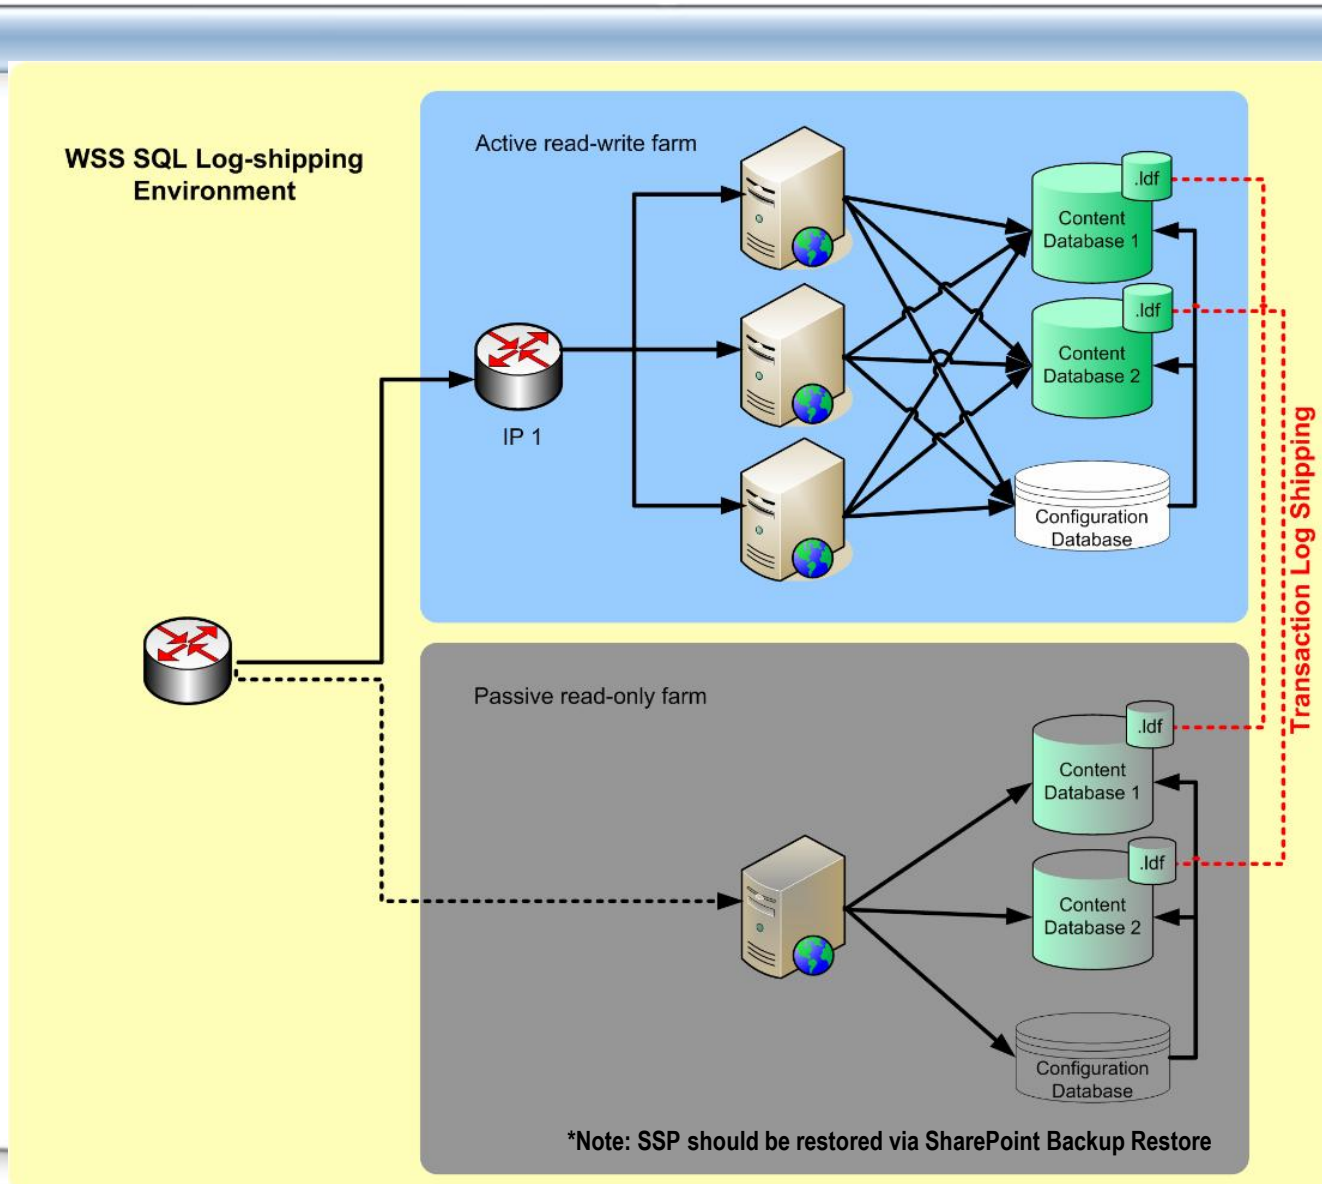 WSS SQL Log-shipping
Environment
Active read-write farm
.ldf
Content
Database 1
.ldf
Content
Database 2
IP 1
Configuration
Database
Transaction Log Shipping
Passive read-only farm
.ldf
Content
Database 1
.ldf
Content
Database 2
Configuration
Database
*Note: SSP should be restored via SharePoint Backup Restore